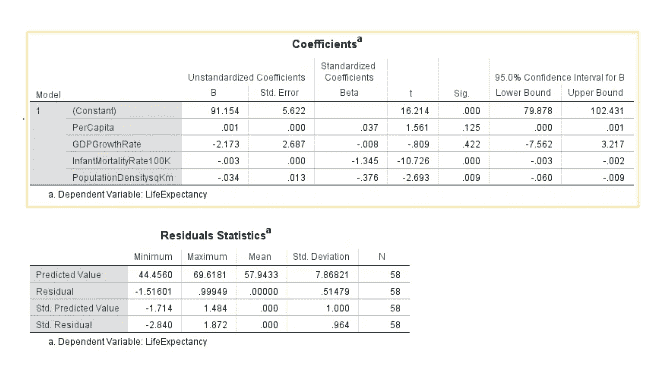 Coefficientsa
Standardized
Unstandardized Coefficients Coefficients 95.0% Confidence Interval for B
Model B Std. Error Beta t Sig. Lower Bound Upper Bound
1 (Constant) 91.154 5.622 16.214 .000 79.878 102.431
PerCapita .001 .000 .037 1.561 .125 .000 .001
GDPGrowthRate -2.173 2.687 -.008 -.809 .422 -7.562 3.217
InfantMortalityRate100K -.003 .000 -1.345 -10.726 .000 -.003 -.002
PopulationDensitysqKm -.034 .013 -.376 -2.693 .009 -.060 -.009
a. Dependent Variable: LifeExpectancy
Residuals Statisticsa
Minimum Maximum Mean Std. Deviation N
Predicted Value 44.4560 69.6181 57.9433 7.86821 58
Residual -1.51601 .99949 .00000 .51479 58
Std. Predicted Value -1.714 1.484 .000 1.000 58
Std. Residual -2.840 1.872 .000 .964 58
a. Dependent Variable: LifeExpectancy